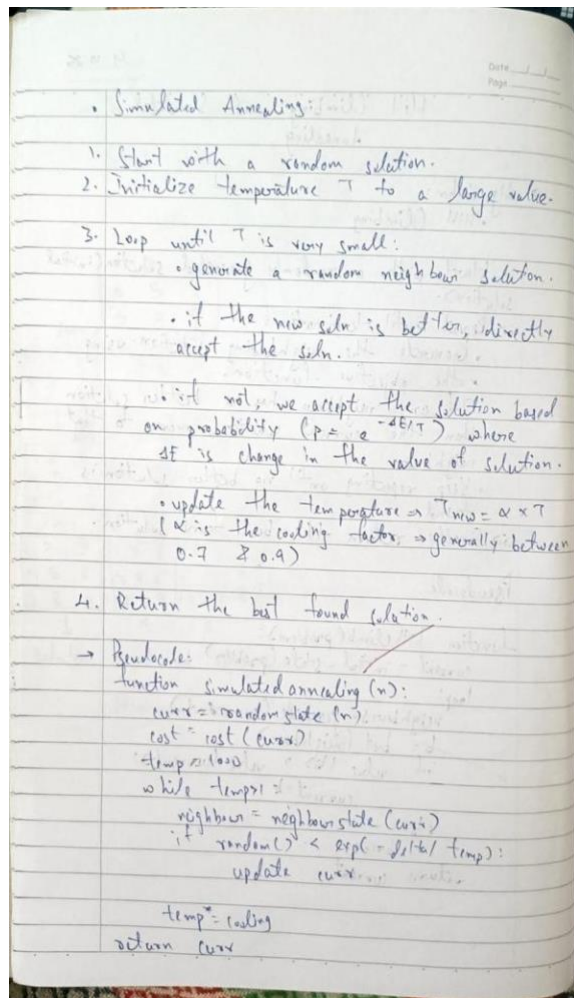 Date / /
Page
• Simulated Annealing:
1. Start with a random solution.
2. Initialize temperature T to a large value.
3. Loop until T is very small:
• generate a random neighbour solution.
• if the new soln is better, directly
accept the soln.
• if not, we accept the solution based
on probability (p = e^-ΔE/T) where
ΔE is change in the value of solution.
• update the temperature ⇒ Tnew = α × T
(α is the cooling factor, ⇒ generally between
0.7 & 0.9)
4. Return the best found solution.
→ Pseudocode:
function simulated annealing (n):
curr = random state (n)
cost = cost (curr)
temp = 1000
while temp>1:
neighbour = neighbour state (curr)
if random() < exp(- delta/ temp):
update curr
temp *= cooling
return curr